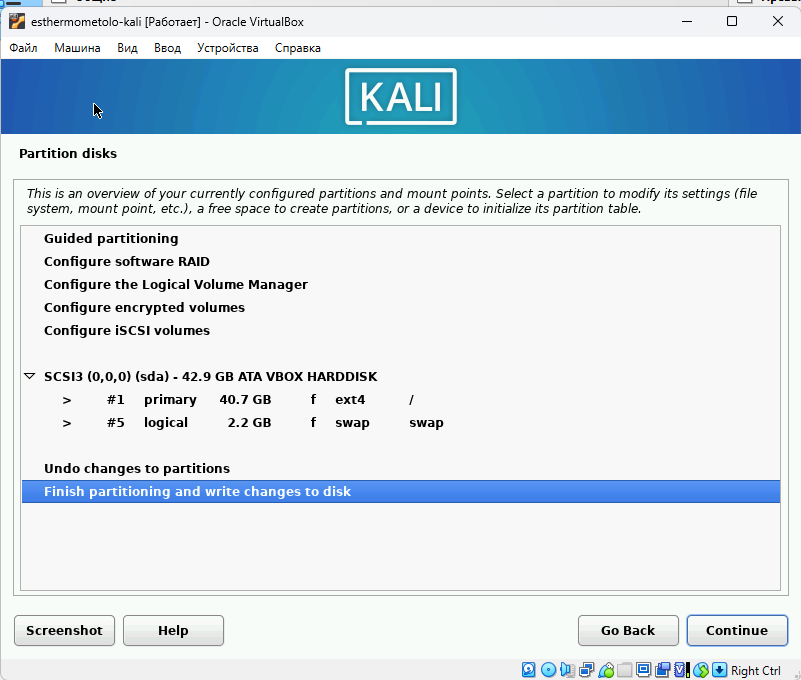 esthermometolo-kali [Работает] - Oracle VirtualBox
Файл Машина Вид Ввод Устройства Справка
KALI
Partition disks
This is an overview of your currently configured partitions and mount points. Select a partition to modify its settings (file
system, mount point, etc.), a free space to create partitions, or a device to initialize its partition table.
Guided partitioning
Configure software RAID
Configure the Logical Volume Manager
Configure encrypted volumes
Configure iSCSI volumes
SCSI3 (0,0,0) (sda) - 42.9 GB ATA VBOX HARDDISK
> #1 primary 40.7 GB f ext4 /
> #5 logical 2.2 GB f swap swap
Undo changes to partitions
Finish partitioning and write changes to disk
Screenshot Help Go Back Continue
Right Ctrl